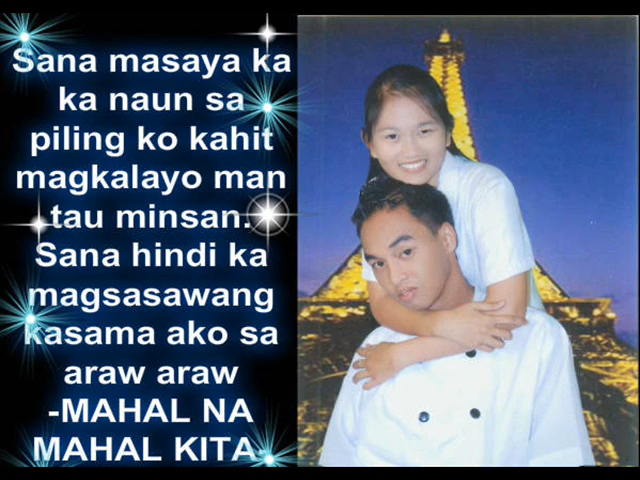 Sana masaya ka
ka naun sa
piling ko kahit
magkalayo man
tau minsan.
Sana hindi ka
magsasawang
kasama ako sa
araw araw
-MAHAL NA
MAHAL KITA-